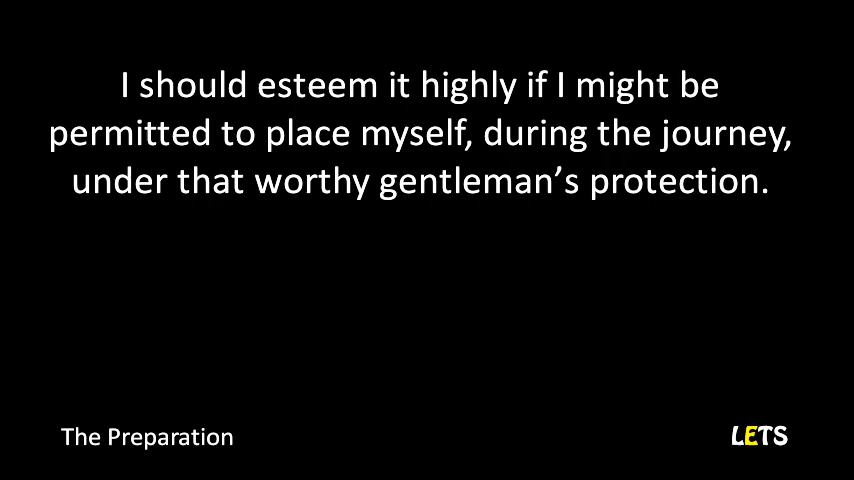 I should esteem it highly if I might be
permitted to place myself, during the journey,
under that worthy gentleman’s protection.
The Preparation
LETS